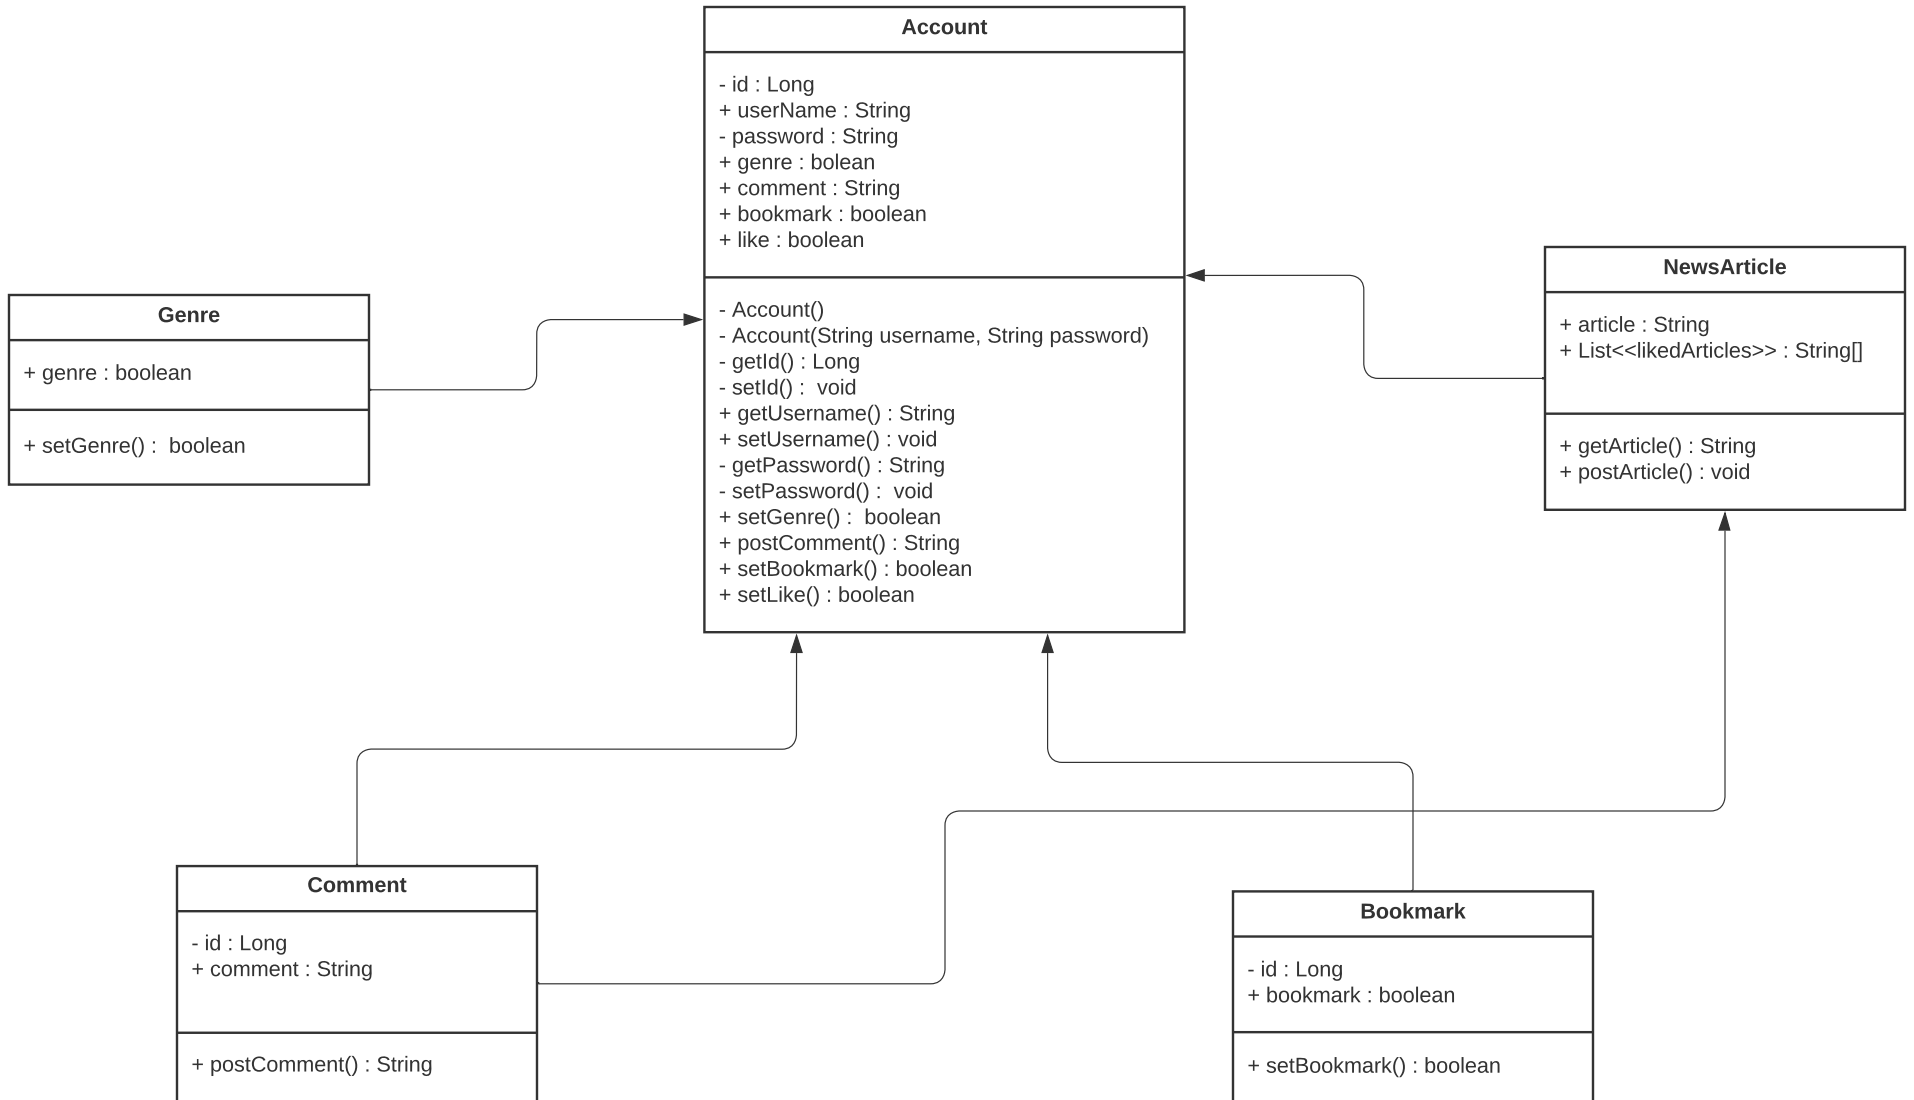 Account
- id : Long
+ userName : String
- password : String
+ genre : bolean
+ comment : String
+ bookmark : boolean
+ like : boolean
- Account()
- Account(String username, String password)
- getId() : Long
- setId() :  void
+ getUsername() : String
+ setUsername() : void
- getPassword() : String
- setPassword() :  void
+ setGenre() :  boolean
+ postComment() : String
+ setBookmark() : boolean
+ setLike() : boolean
Genre
+ genre : boolean
+ setGenre() :  boolean
NewsArticle
+ article : String
+ List<<likedArticles>> : String[]
+ getArticle() : String
+ postArticle() : void
Comment
- id : Long
+ comment : String
+ postComment() : String
Bookmark
- id : Long
+ bookmark : boolean
+ setBookmark() : boolean